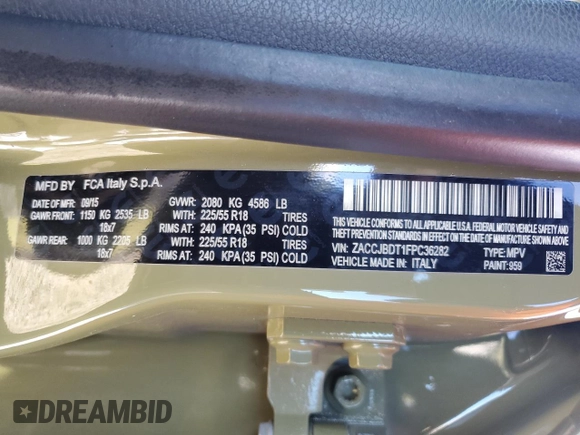 MFD BY FCA Italy S.p.A.
DATE OF MFR: 09/15 GVWR: 2080 KG 4586 LB
GAWR FRONT: 1150 KG 2535 LB WITH: 225/55 R18 TIRES
18x7 RIMS AT: 240 KPA (35 PSI) COLD
GAWR REAR: 1000 KG 2205 LB WITH: 225/55 R18 TIRES
18x7 RIMS AT: 240 KPA (35 PSI) COLD
THIS VEHICLE CONFORMS TO ALL APPLICABLE U.S.A. FEDERAL MOTOR VEHICLE SAFETY, BUMPER, AND
THEFT PREVENTION STANDARDS IN EFFECT ON THE DATE OF MANUFACTURE SHOWN ABOVE.
VIN: ZACCJBDT1FPC36282 TYPE: MPV
VEHICLE MADE IN: ITALY PAINT: 959
DREAMBID